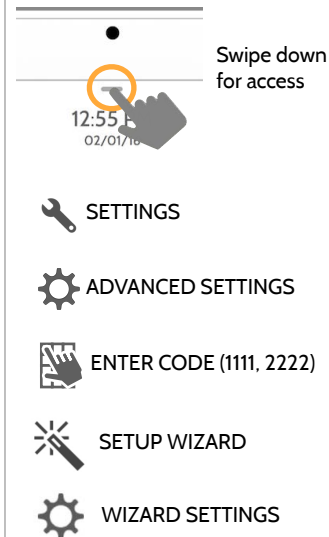 Swipe down
for access
12:55
02/01/
SETTINGS
ADVANCED SETTINGS
ENTER CODE (1111, 2222)
SETUP WIZARD
WIZARD SETTINGS